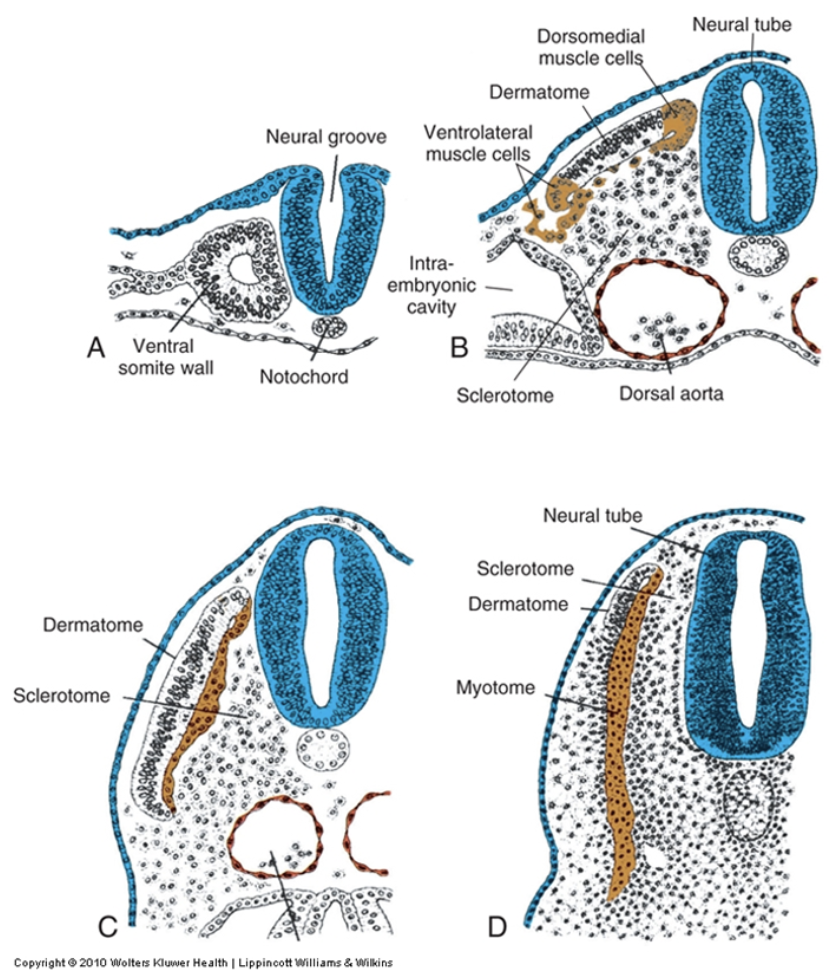 Neural groove
Ventral
somite wall
Notochord
A
Dorsomedial
muscle cells
Neural tube
Dermatome
Ventrolateral
muscle cells
Intra-
embryonic
cavity
B
Sclerotome
Dorsal aorta
Dermatome
Sclerotome
C
Neural tube
Sclerotome
Dermatome
Myotome
D
Copyright © 2010 Wolters Kluwer Health | Lippincott Williams & Wilkins